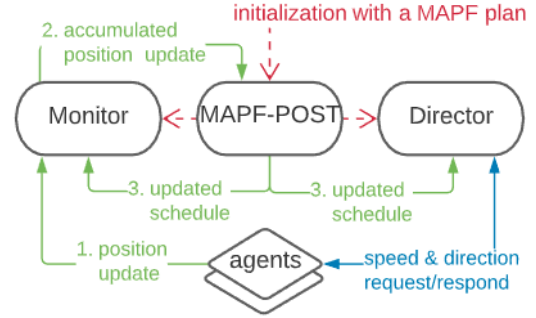 initialization with a MAPF plan
2. accumulated
position update
Monitor
MAPF-POST
Director
3. updated
schedule
3. updated
schedule
1. position
update
agents
speed & direction
request/respond